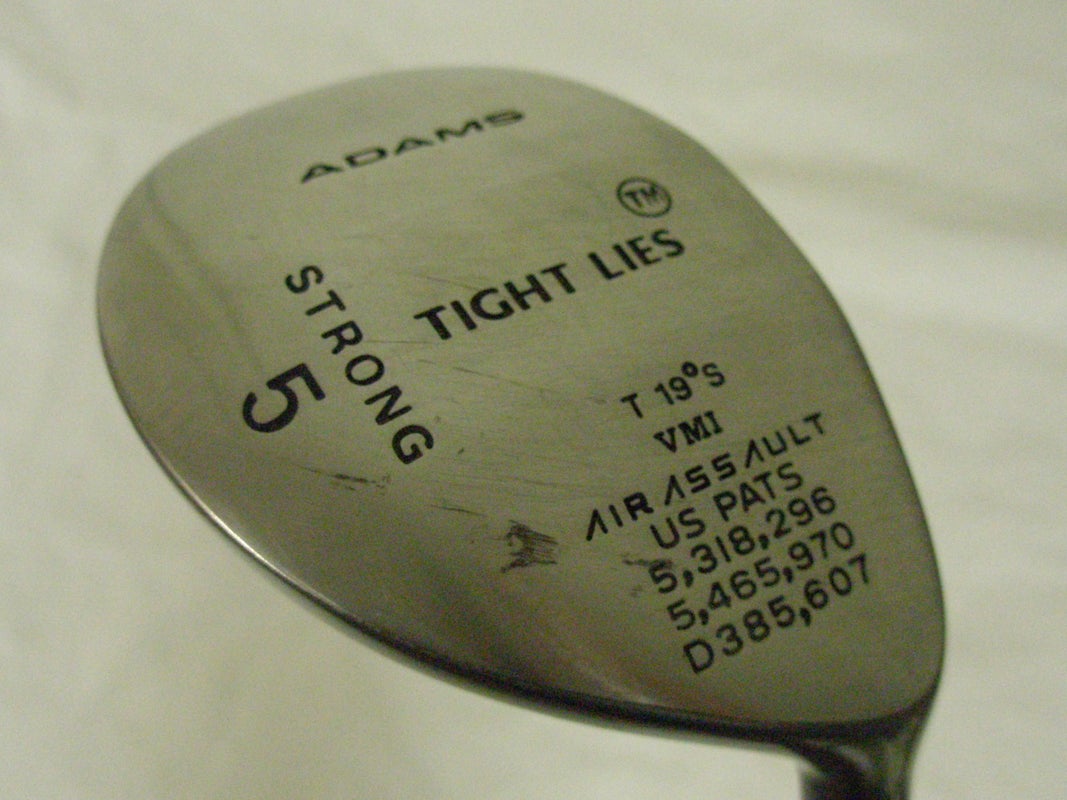 ADAMS
TM
TIGHT LIES
STRONG
5
T 19°S
VMI
AIR ASSAULT
US PATS
5,318,296
5,465,970
D385,607